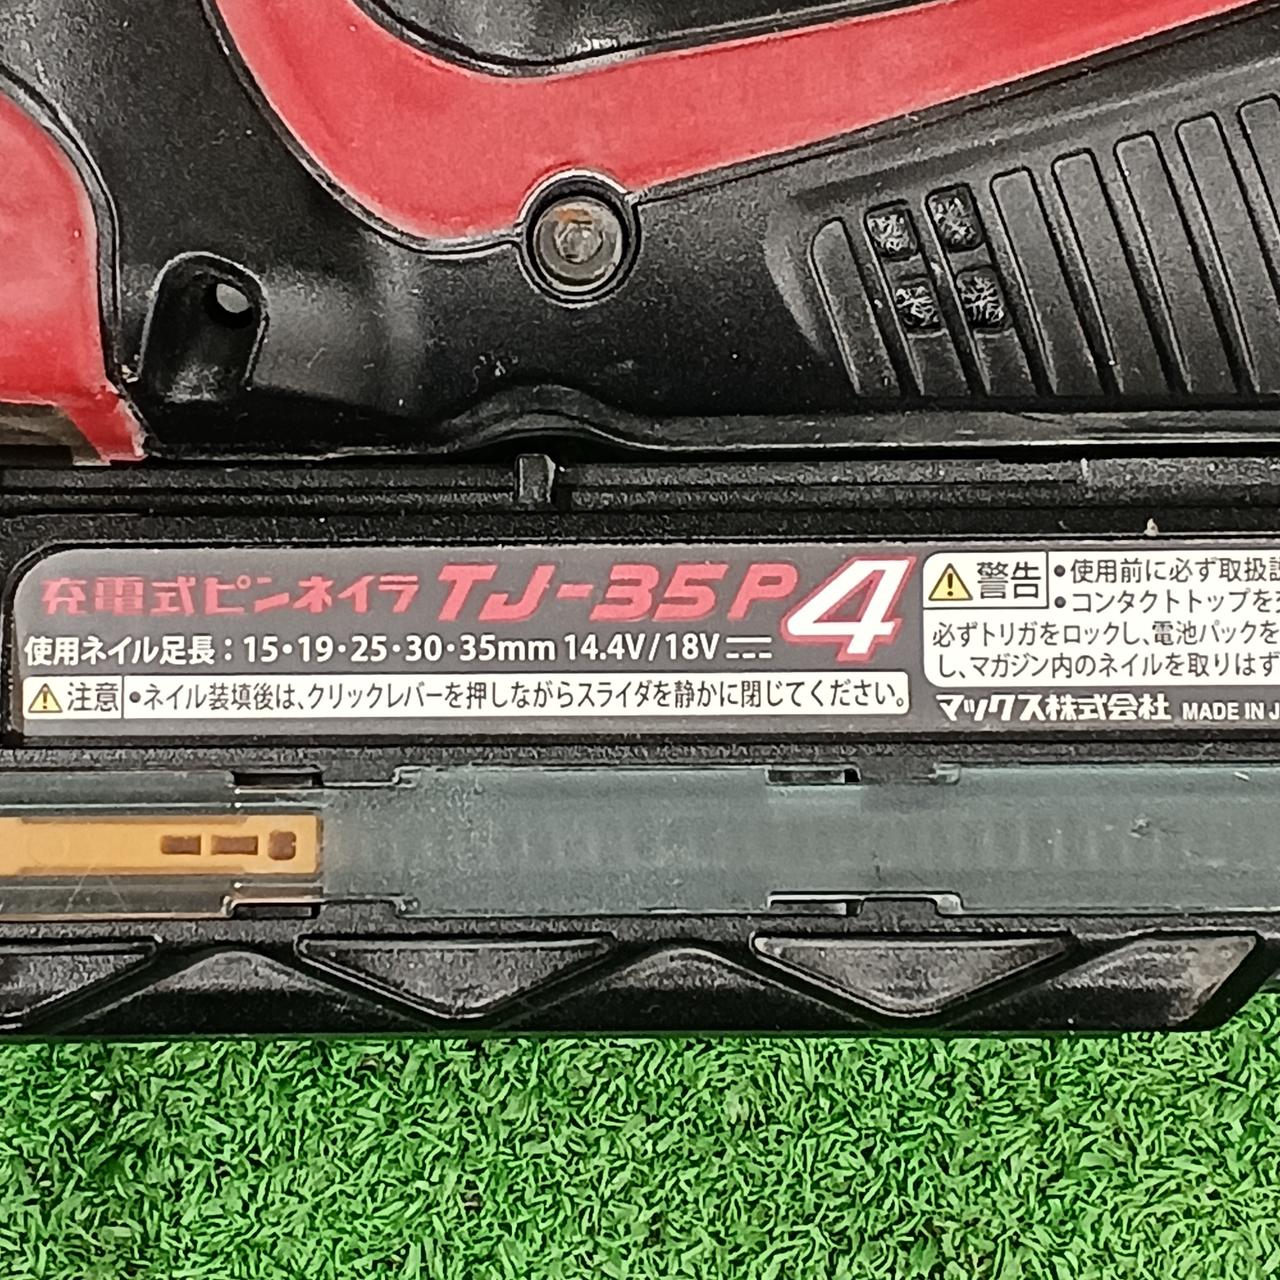 充電式ピンネイラ TJ-35P4
使用ネイル足長：15・19・25・30・35mm 14.4V/18V
注意 •ネイル装填後は、クリックレバーを押しながらスライダを静かに閉じてください。
警告 •使用前に必ず取扱説
•コンタクトトップを
必ずトリガをロックし、電池パックを
し、マガジン内のネイルを取りはず
マックス株式会社 MADE IN J